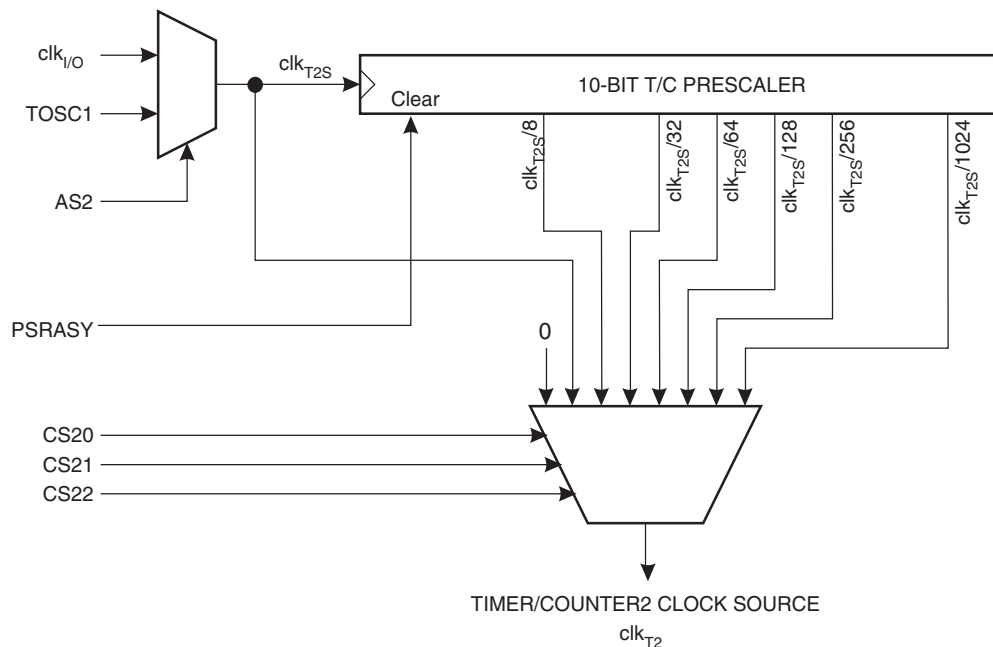 clkI/O
clkT2S
10-BIT T/C PRESCALER
TOSC1
Clear
clkT2S/8
clkT2S/32
clkT2S/64
clkT2S/128
clkT2S/256
clkT2S/1024
AS2
PSRASY
0
CS20
CS21
CS22
TIMER/COUNTER2 CLOCK SOURCE
clkT2